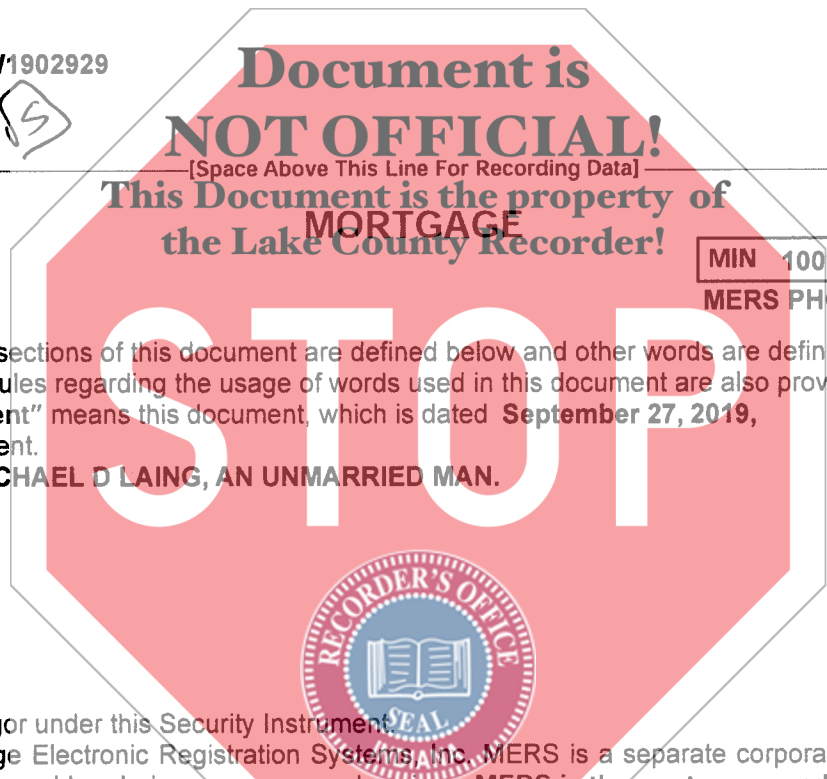 /1902929
Document is
NOT OFFICIAL!
[Space Above This Line For Recording Data]
This Document is the property of
MORTGAGE
the Lake County Recorder!
MIN 100
MERS PH
sections of this document are defined below and other words are defin
ules regarding the usage of words used in this document are also prov
ent" means this document, which is dated September 27, 2019,
ent.
CHAEL D LAING, AN UNMARRIED MAN.
STOP
RECORDER'S OFFICE
SEAL
gor under this Security Instrument.
ge Electronic Registration Systems, Inc. MERS is a separate corpora